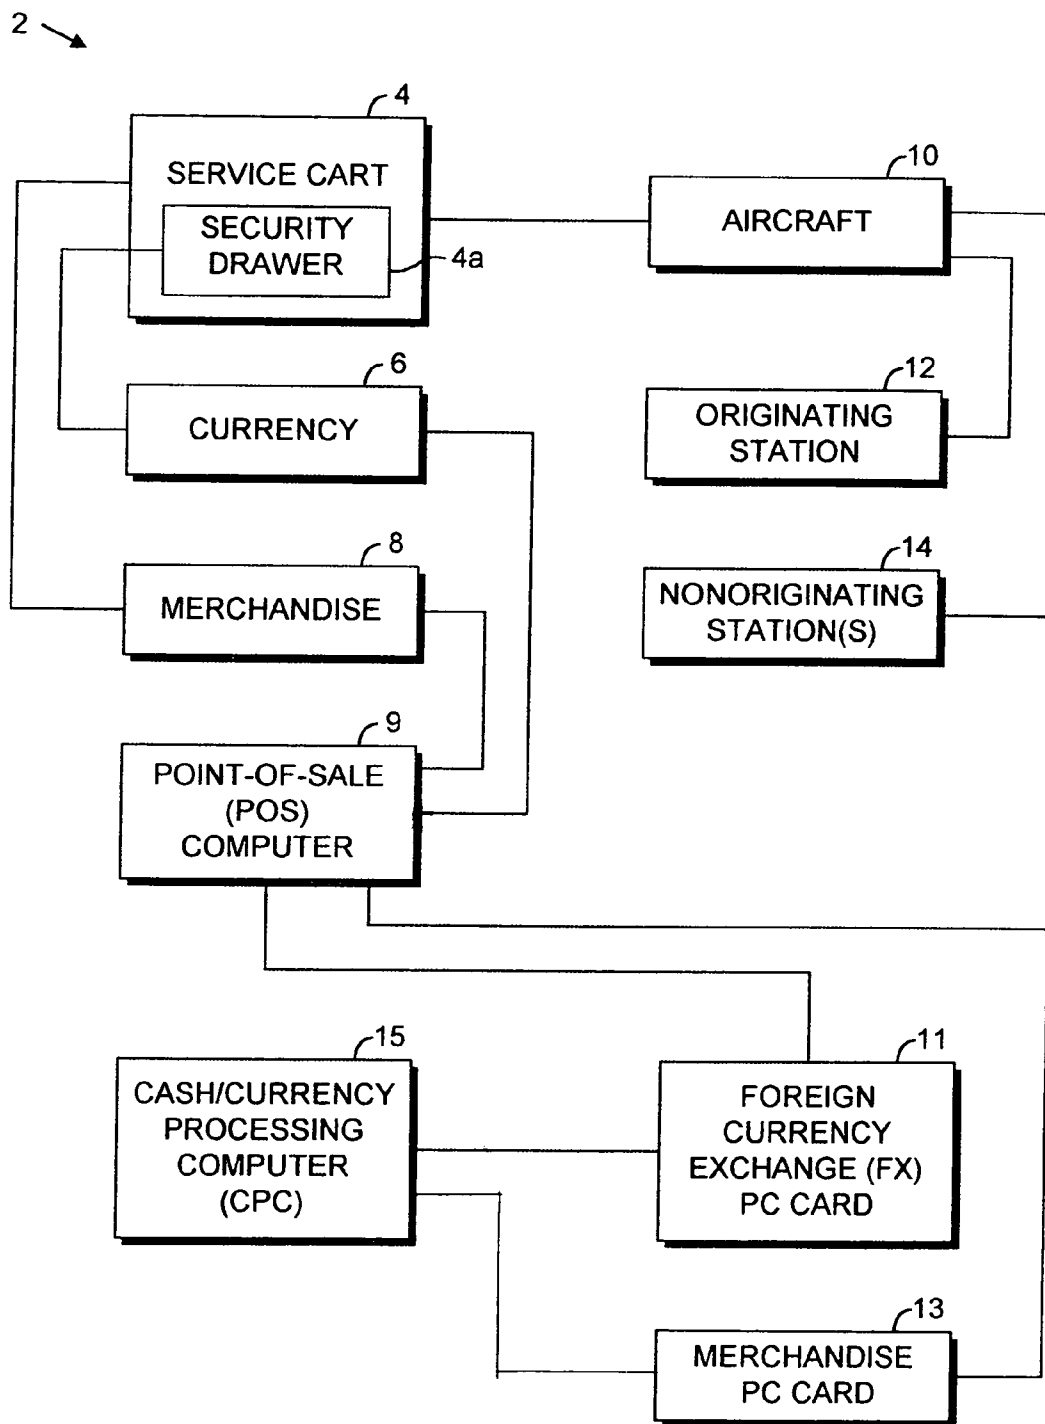 2
4
SERVICE CART
SECURITY
DRAWER
4a
10
AIRCRAFT
6
CURRENCY
12
ORIGINATING
STATION
8
MERCHANDISE
14
NONORIGINATING
STATION(S)
9
POINT-OF-SALE
(POS)
COMPUTER
15
CASH/CURRENCY
PROCESSING
COMPUTER
(CPC)
11
FOREIGN
CURRENCY
EXCHANGE (FX)
PC CARD
13
MERCHANDISE
PC CARD